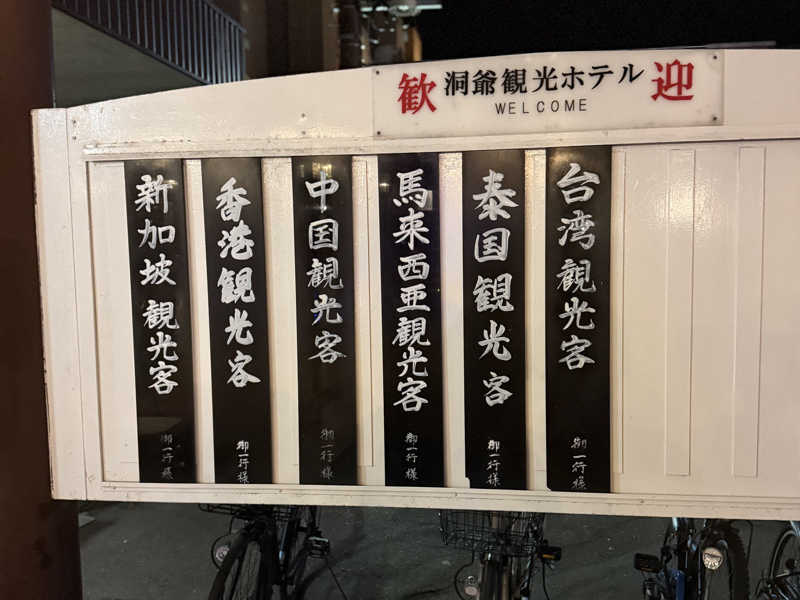 歓 洞爺観光ホテル 迎
WELCOME
台湾観光客 御一行様
泰国観光客 御一行様
馬来西亜観光客 御一行様
中国観光客 御一行様
香港観光客 御一行様
新加坡観光客 御一行様